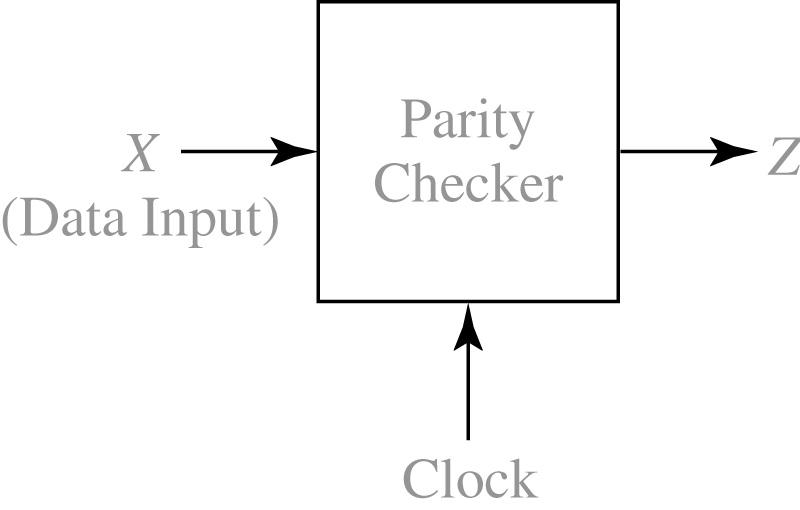 Parity
Checker
X
(Data Input)
Z
Clock